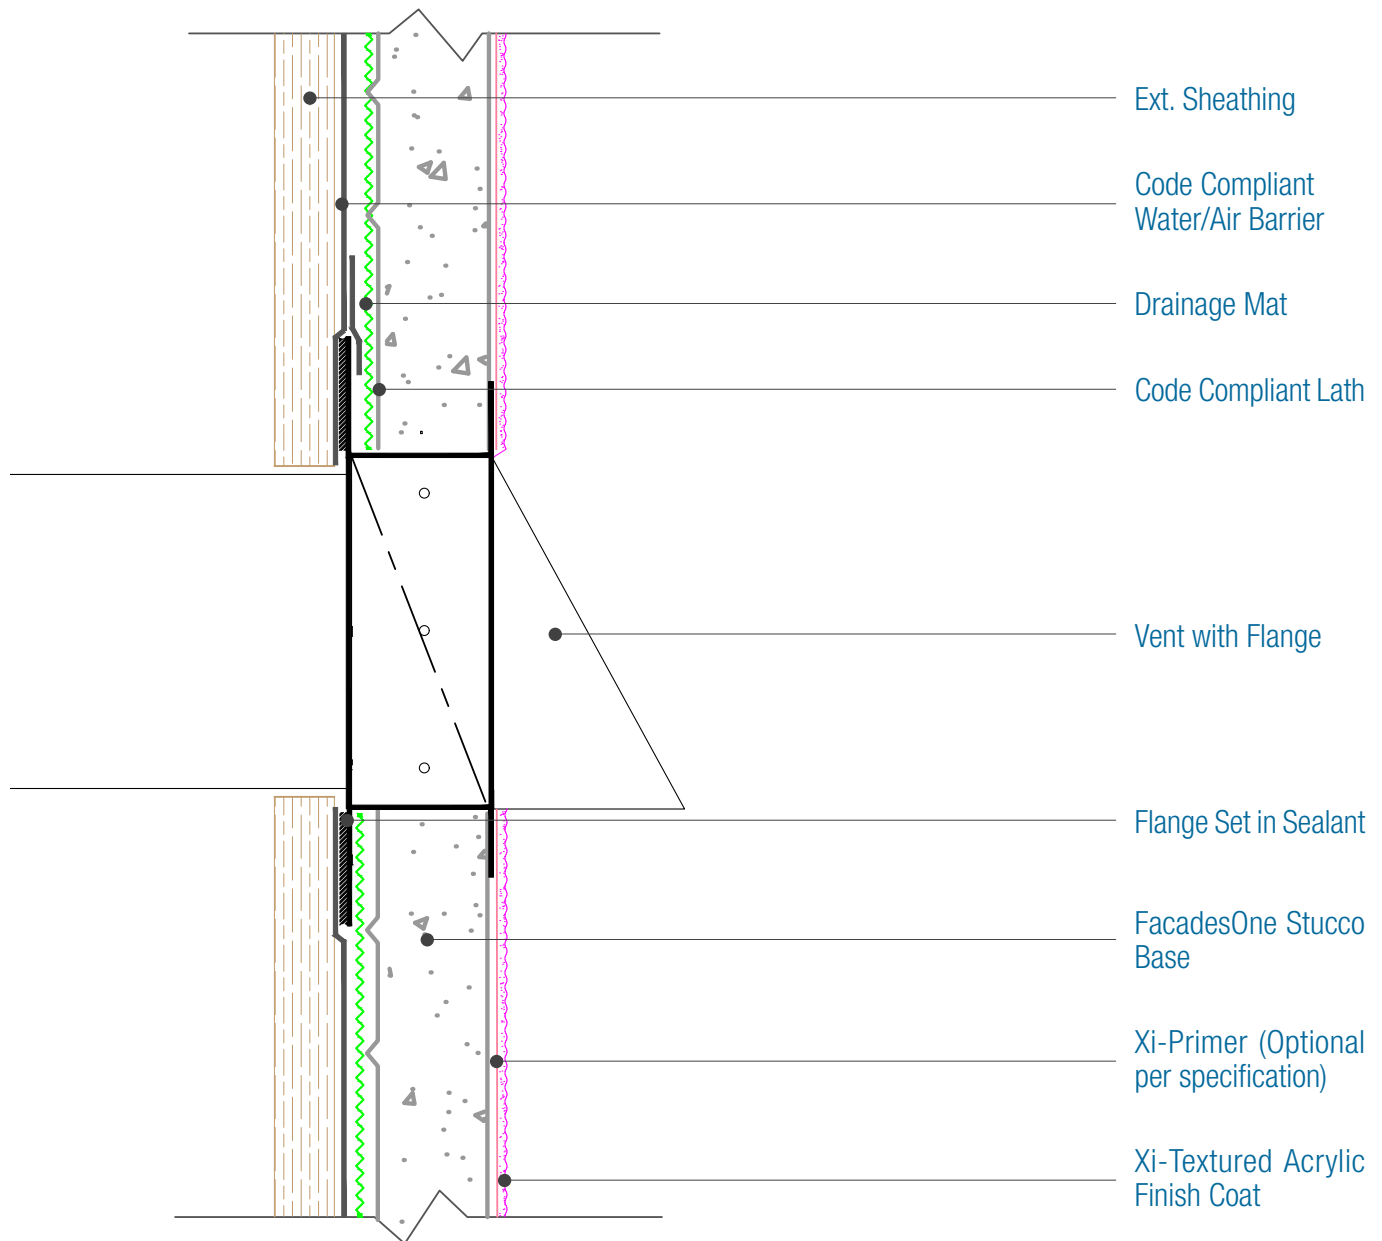 Ext. Sheathing
Code Compliant
Water/Air Barrier
Drainage Mat
Code Compliant Lath
Vent with Flange
Flange Set in Sealant
FacadesOne Stucco
Base
Xi-Primer (Optional
per specification)
Xi-Textured Acrylic
Finish Coat